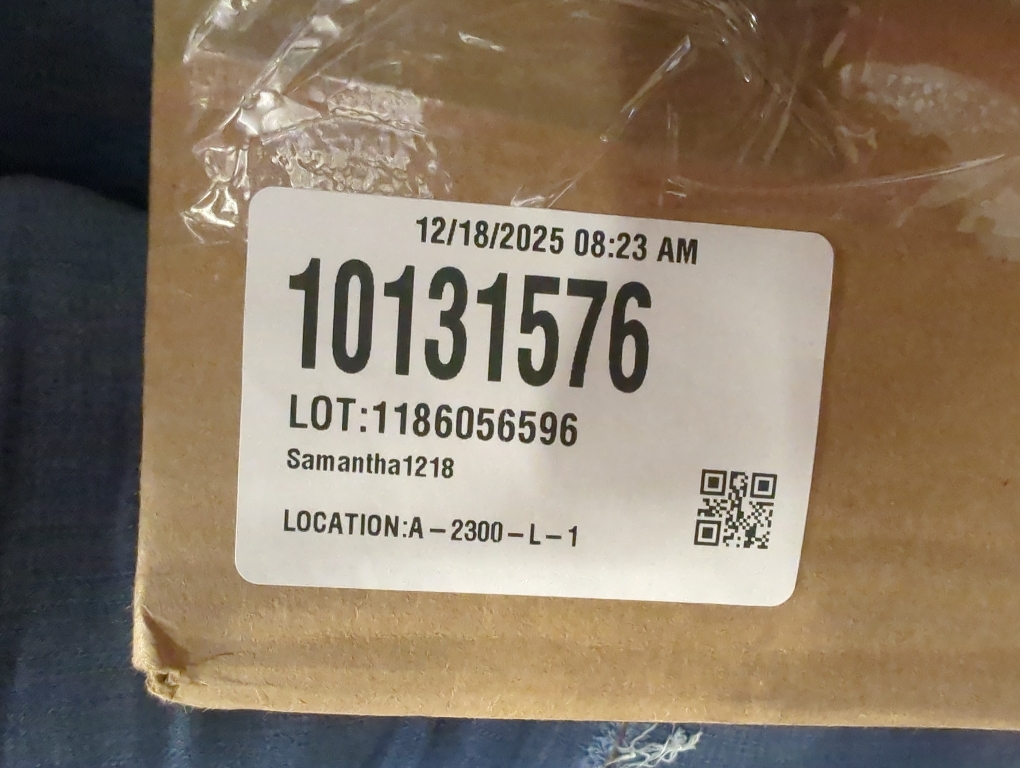 12/18/2025 08:23 AM
10131576
LOT:1186056596
Samantha1218
LOCATION:A – 2300 – L – 1